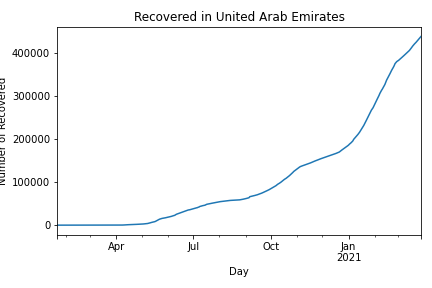 Recovered in United Arab Emirates
Number of Recovered
400000
300000
200000
100000
0
Apr
Jul
Oct
Jan
2021
Day